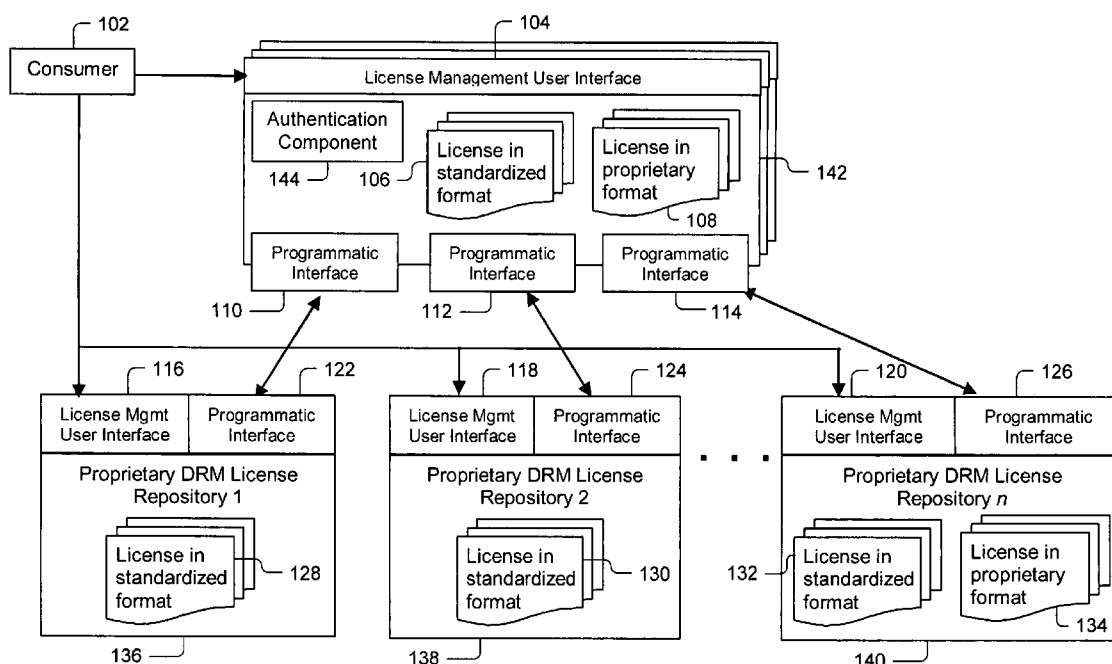 102
104
Consumer
License Management User Interface
Authentication
Component
144
106
License in
standardized
format
License in
proprietary
format
108
142
Programmatic
Interface
Programmatic
Interface
Programmatic
Interface
110
112
114
116
122
118
124
120
126
License Mgmt
User Interface
Programmatic
Interface
License Mgmt
User Interface
Programmatic
Interface
License Mgmt
User Interface
Programmatic
Interface
Proprietary DRM License
Repository 1
Proprietary DRM License
Repository 2
Proprietary DRM License
Repository n
License in
standardized
format
128
License in
standardized
format
130
132
License in
standardized
format
License in
proprietary
format
134
136
138
140